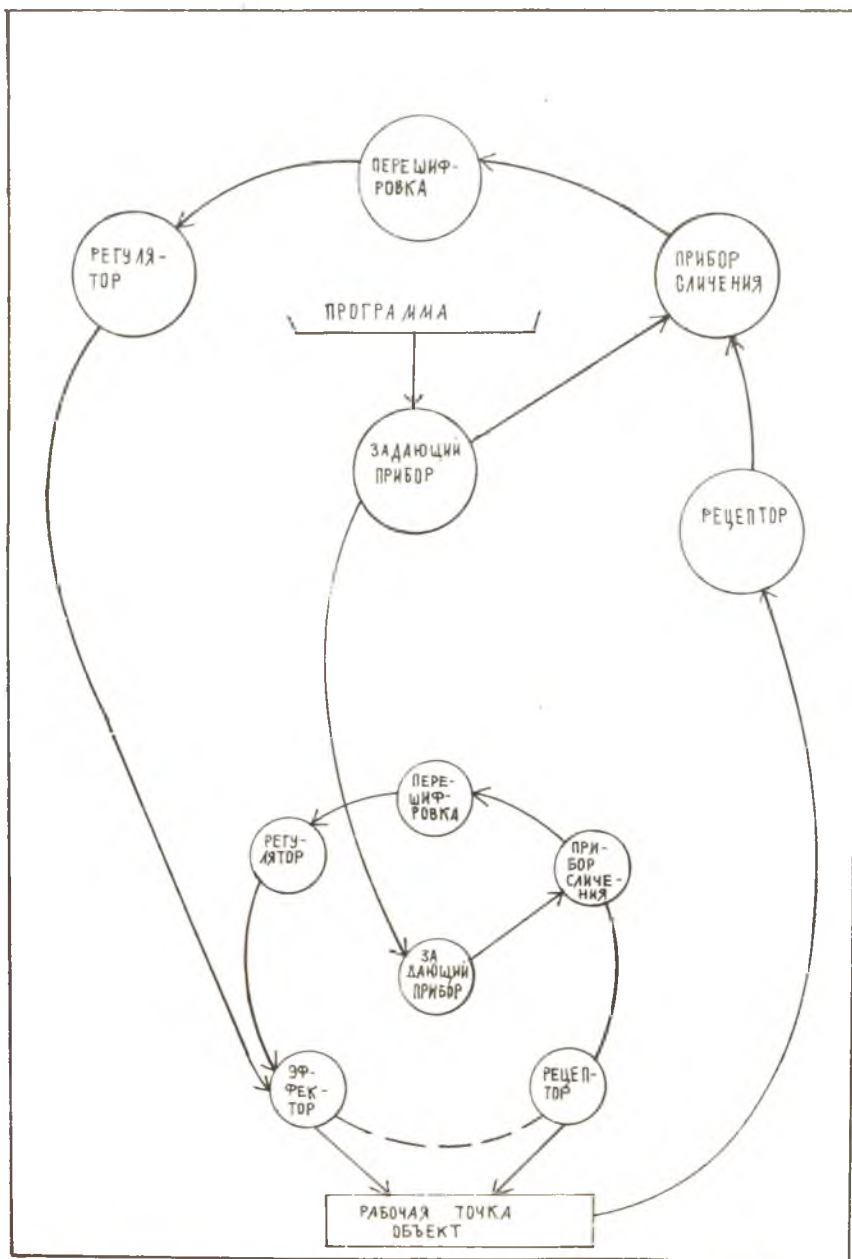 ПЕРЕШИФ-
РОВКА
РЕГУЛЯ-
ТОР
ПРИБОР
СЛИЧЕНИЯ
ПРОГРАММА
ЗАДАЮЩИЙ
ПРИБОР
РЕЦЕПТОР
ПЕРЕ-
ШИФ-
РОВКА
РЕГУ-
ЛЯТОР
ПРИ-
БОР
СЛИЧЕ-
НИЯ
ЗА
ДАЮЩИЙ
ПРИБОР
ЭФ-
ФЕК-
ТОР
РЕЦЕП-
ТОР
РАБОЧАЯ ТОЧКА
ОБЪЕКТ